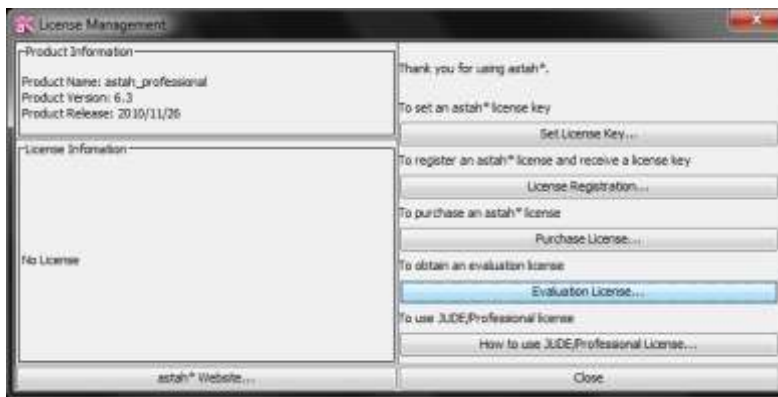 License Management
Product Information
Product Name: astah_professional
Product Version: 6.3
Product Release: 2010/11/26
License Infomation
No License
astah* Website...
Thank you for using astah*.
To set an astah* license key
Set License Key...
To register an astah* license and receive a license key
License Registration...
To purchase an astah* license
Purchase License...
To obtain an evaluation license
Evaluation License...
To use JUDE/Professional license
How to use JUDE/Professional License...
Close